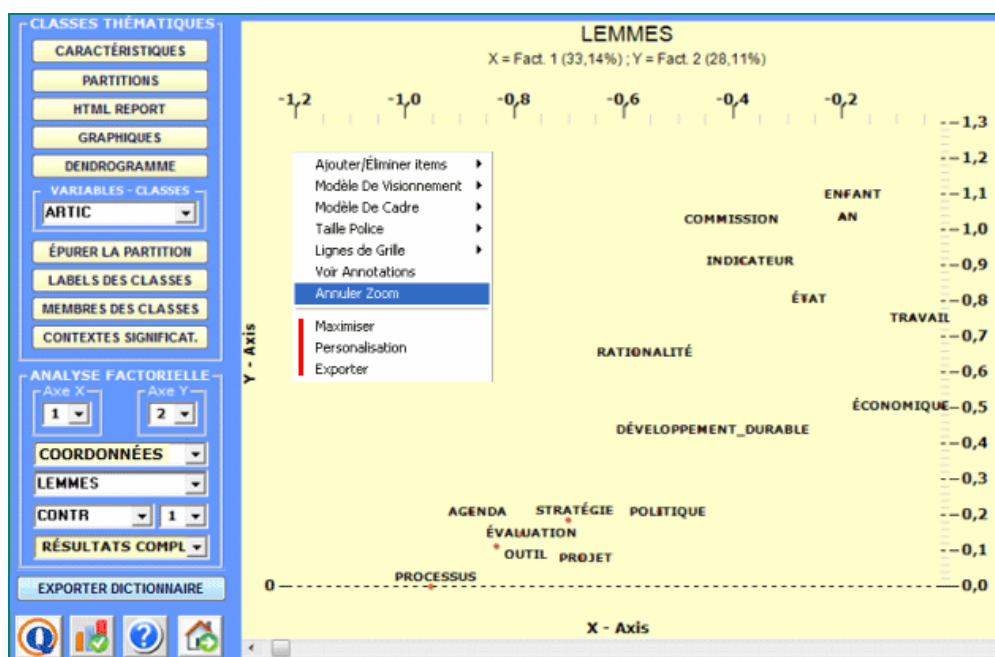 CLASSES THÉMATIQUES
CARACTÉRISTIQUES
PARTITIONS
HTML REPORT
GRAPHIQUES
DENDROGRAMME
VARIABLES - CLASSES
ARTIC
ÉPURER LA PARTITION
LABELS DES CLASSES
MEMBRES DES CLASSES
CONTEXTES SIGNIFICAT.
ANALYSE FACTORIELLE
Axe X Axe Y
1 2
COORDONNÉES
LEMMES
CONTR 1
RÉSULTATS COMPL
EXPORTER DICTIONNAIRE
Q ?
LEMMES
X = Fact. 1 (33,14%) ; Y = Fact. 2 (28,11%)
-1,2 -1,0 -0,8 -0,6 -0,4 -0,2
1,3
1,2
1,1
1,0
0,9
0,8
0,7
0,6
0,5
0,4
0,3
0,2
0,1
0,0
Y - Axis
Ajouter/Éliminer items
Modèle De Visionnement
Modèle De Cadre
Taille Police
Lignes de Grille
Voir Annotations
Annuler Zoom
Maximiser
Personalisation
Exporter
ENFANT
COMMISSION AN
INDICATEUR
ÉTAT
TRAVAIL
RATIONALITÉ
ÉCONOMIQUE
DÉVELOPPEMENT_DURABLE
AGENDA STRATÉGIE POLITIQUE
ÉVALUATION
OUTIL PROJET
PROCESSUS
0
X - Axis